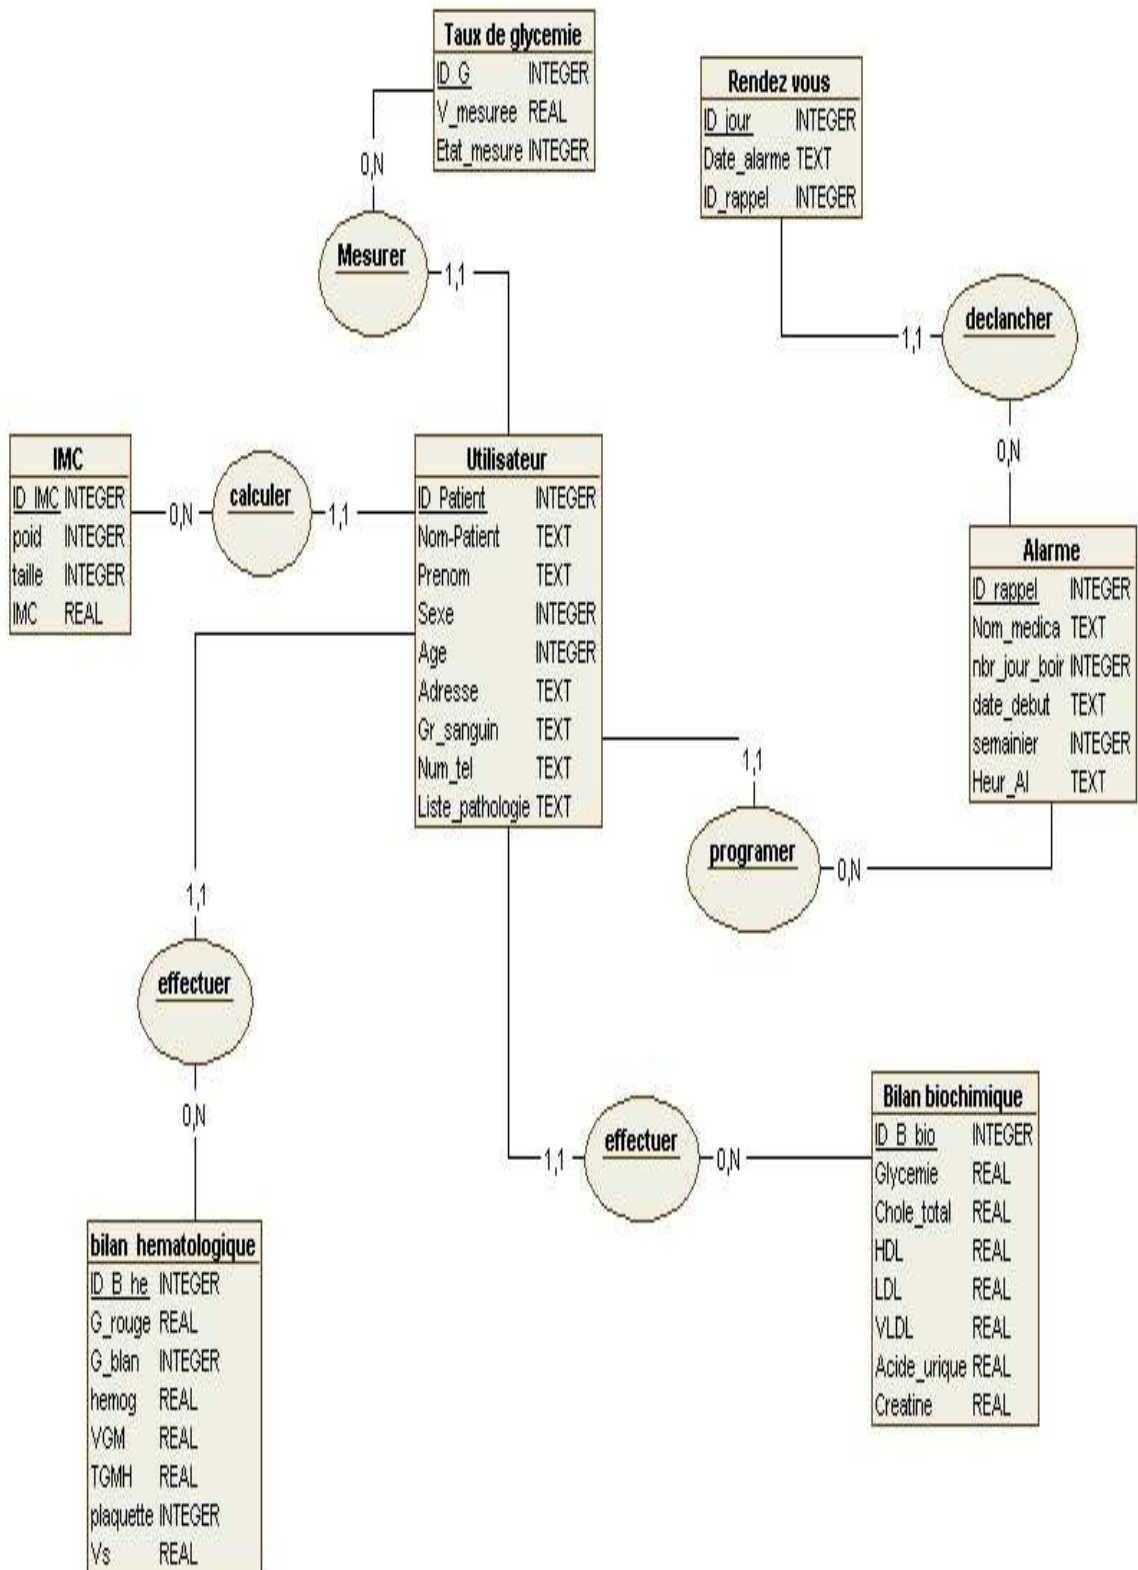 Taux de glycemie
ID_G INTEGER
V_mesuree REAL
Etat_mesure INTEGER
Rendez vous
ID_jour INTEGER
Date_alarme TEXT
ID_rappel INTEGER
0,N
Mesurer
1,1
declancher
1,1
0,N
IMC
ID_IMC INTEGER
poid INTEGER
taille INTEGER
IMC REAL
0,N
calculer
1,1
Utilisateur
ID_Patient INTEGER
Nom-Patient TEXT
Prenom TEXT
Sexe INTEGER
Age INTEGER
Adresse TEXT
Gr_sanguin TEXT
Num_tel TEXT
Liste_pathologie TEXT
Alarme
ID_rappel INTEGER
Nom_medica TEXT
nbr_jour_boir INTEGER
date_debut TEXT
semainier INTEGER
Heur_Al TEXT
1,1
programer
0,N
1,1
effectuer
0,N
1,1
effectuer
0,N
Bilan biochimique
ID_B_bio INTEGER
Glycemie REAL
Chole_total REAL
HDL REAL
LDL REAL
VLDL REAL
Acide_urique REAL
Creatine REAL
bilan hematologique
ID_B_he INTEGER
G_rouge REAL
G_blan INTEGER
hemog REAL
VGM REAL
TGMH REAL
plaquette INTEGER
Vs REAL